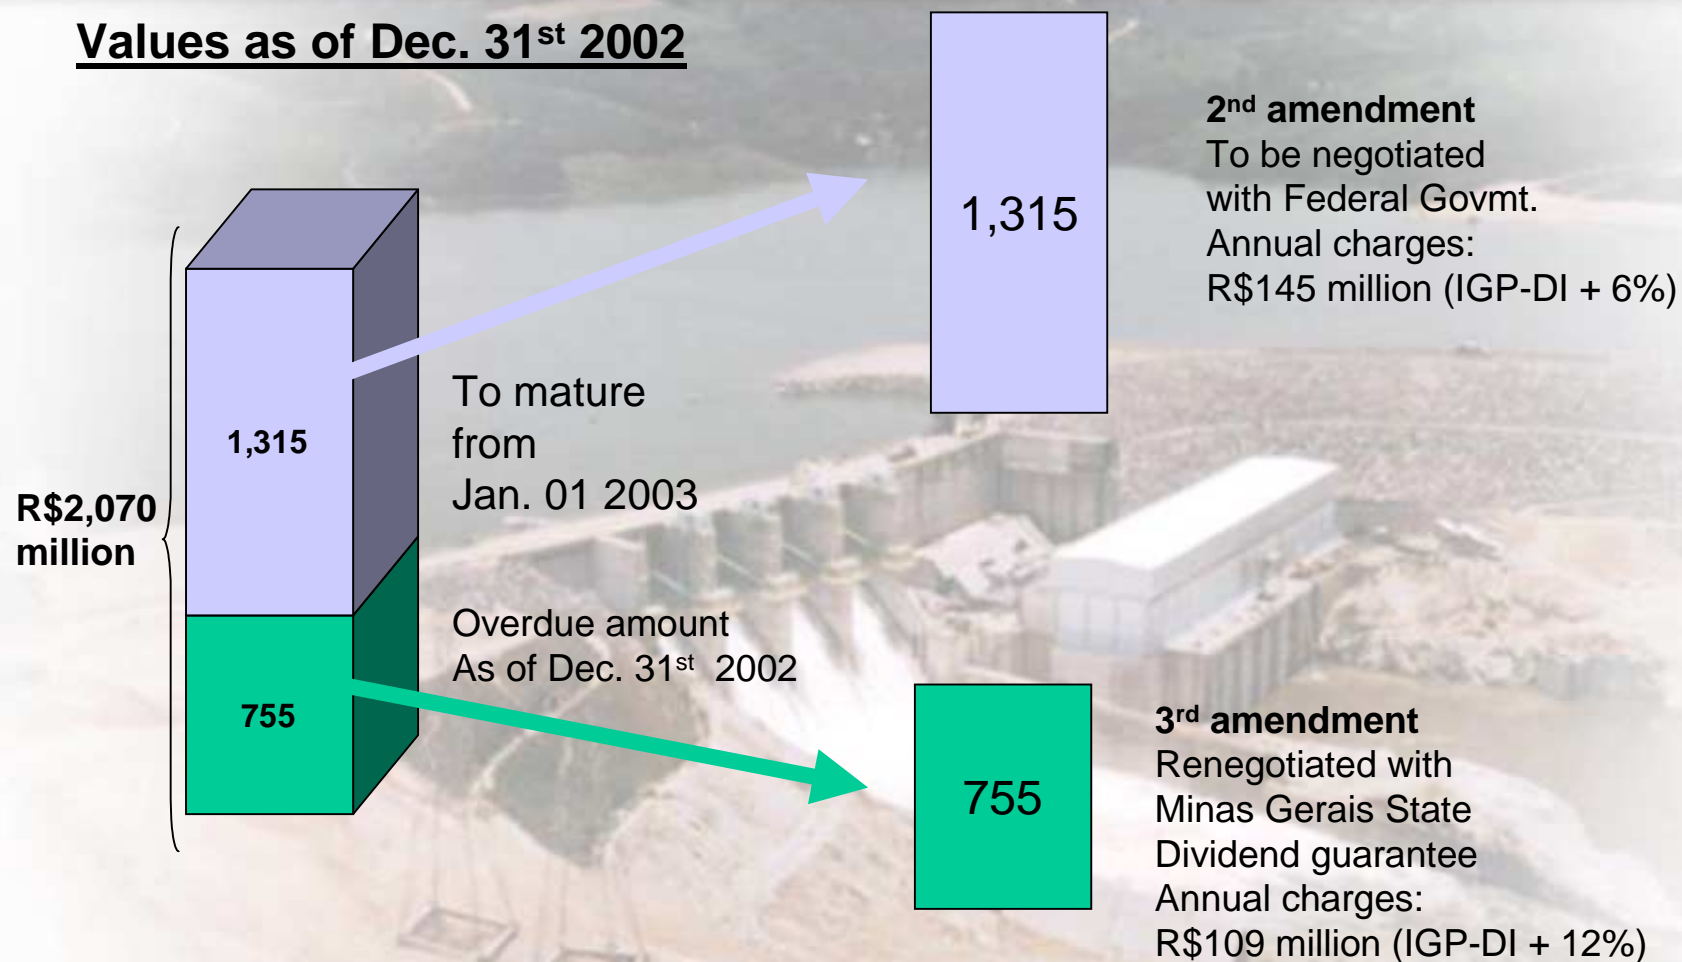 Values as of Dec. 31st 2002
R$2,070
million
1,315
755
To mature
from
Jan. 01 2003
Overdue amount
As of Dec. 31st 2002
1,315
2nd amendment
To be negotiated
with Federal Govmt.
Annual charges:
R$145 million (IGP-DI + 6%)
755
3rd amendment
Renegotiated with
Minas Gerais State
Dividend guarantee
Annual charges:
R$109 million (IGP-DI + 12%)